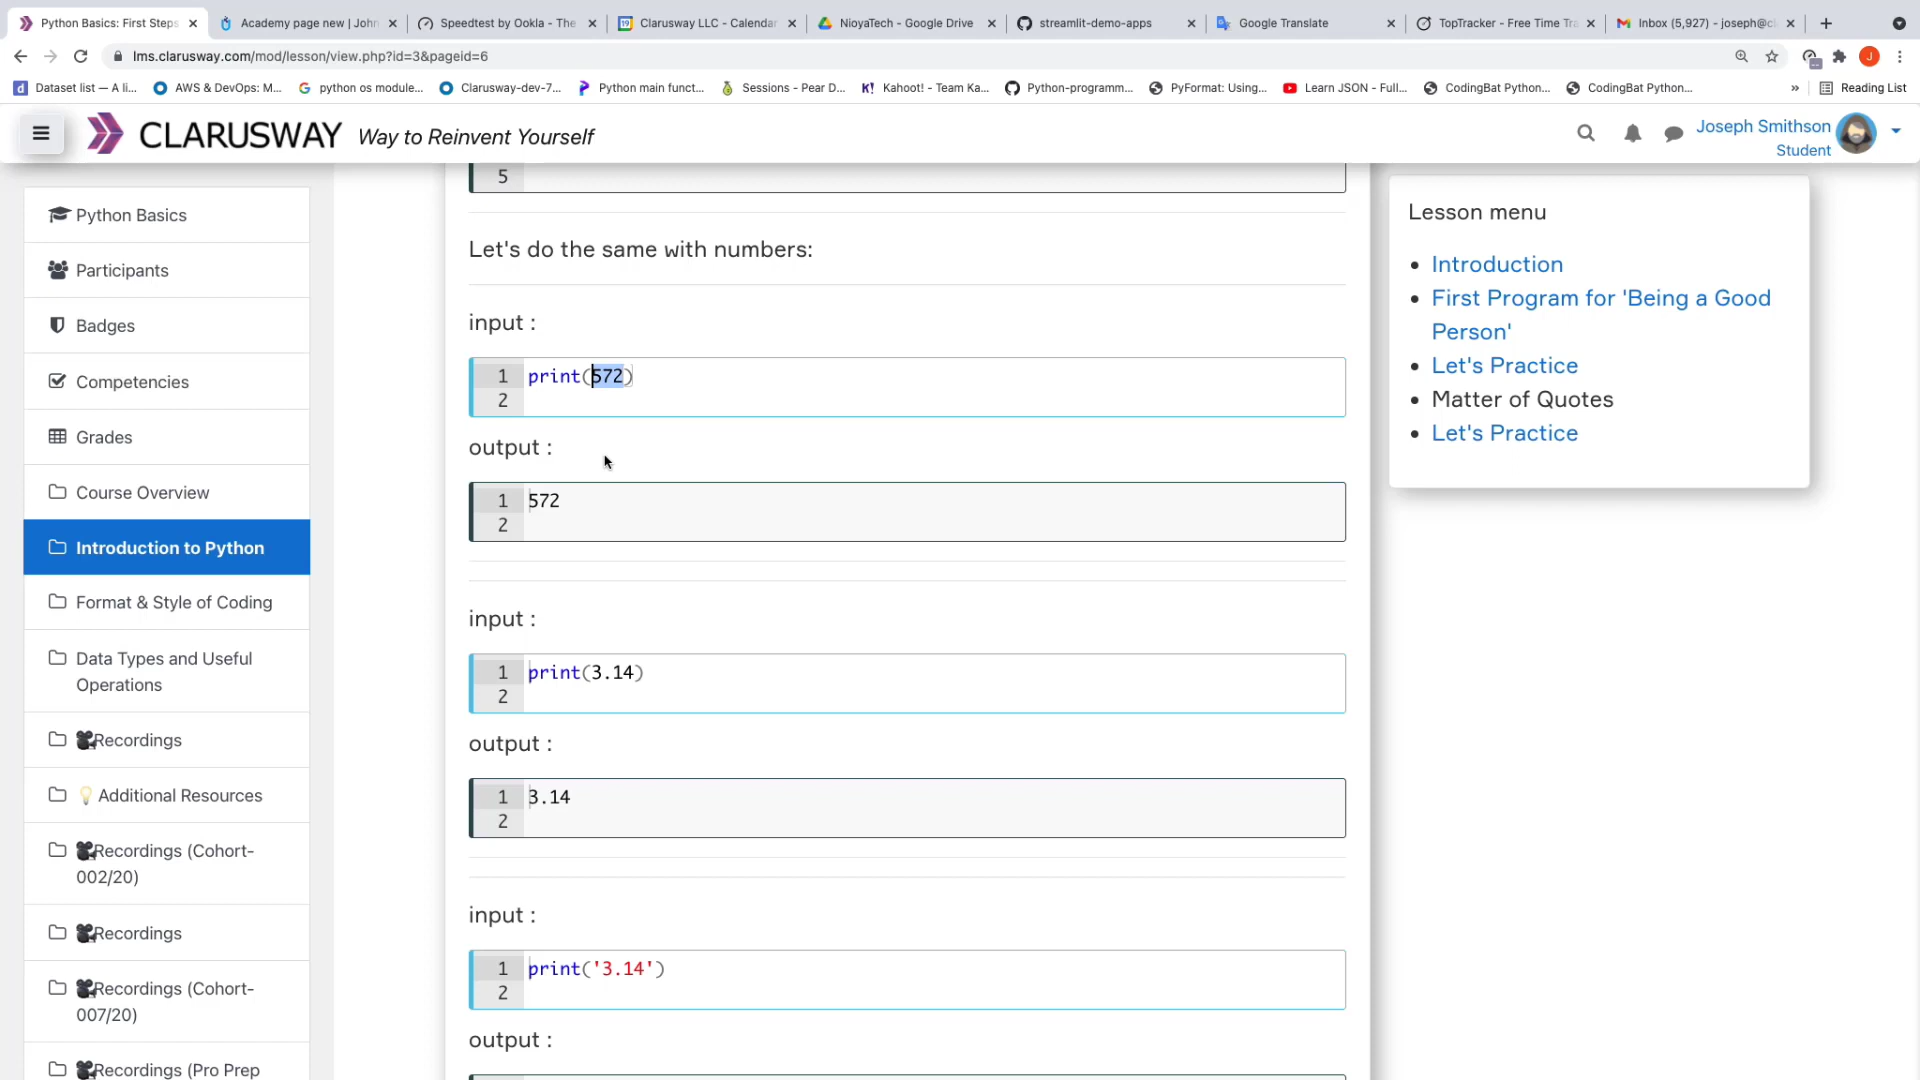 Python Basics: First Steps
Academy page new | John
Speedtest by Ookla - The
Clarusway LLC - Calendar
NioyaTech - Google Drive
streamlit-demo-apps
Google Translate
TopTracker - Free Time Tra
Inbox (5,927) - joseph@cl
lms.clarusway.com/mod/lesson/view.php?id=3&pageid=6
J
Dataset list — A li...
AWS & DevOps: M...
python os module...
Clarusway-dev-7...
Python main funct...
Sessions - Pear D...
Kahoot! - Team Ka...
Python-programm...
PyFormat: Using...
Learn JSON - Full...
CodingBat Python...
CodingBat Python...
»
Reading List
CLARUSWAY Way to Reinvent Yourself
Joseph Smithson
Student
Python Basics
Participants
Badges
Competencies
Grades
Course Overview
Introduction to Python
Format & Style of Coding
Data Types and Useful
Operations
Recordings
Additional Resources
Recordings (Cohort-
002/20)
Recordings
Recordings (Cohort-
007/20)
Recordings (Pro Prep
5
Let's do the same with numbers:
input :
1 print(572)
2
output :
1 572
2
input :
1 print(3.14)
2
output :
1 3.14
2
input :
1 print('3.14')
2
output :
Lesson menu
Introduction
First Program for 'Being a Good
Person'
Let's Practice
Matter of Quotes
Let's Practice